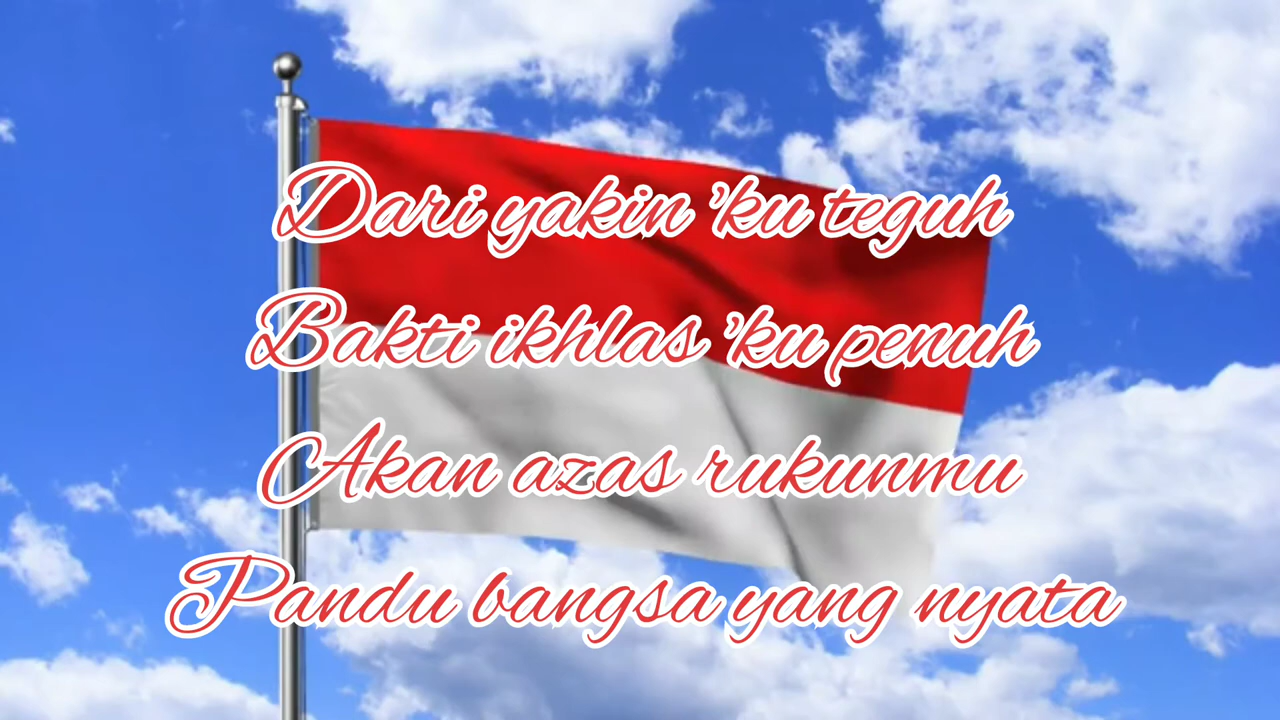 Dari yakin 'ku teguh
Bakti ikhlas 'ku penuh
Akan azas rukunmu
Pandu bangsa yang nyata